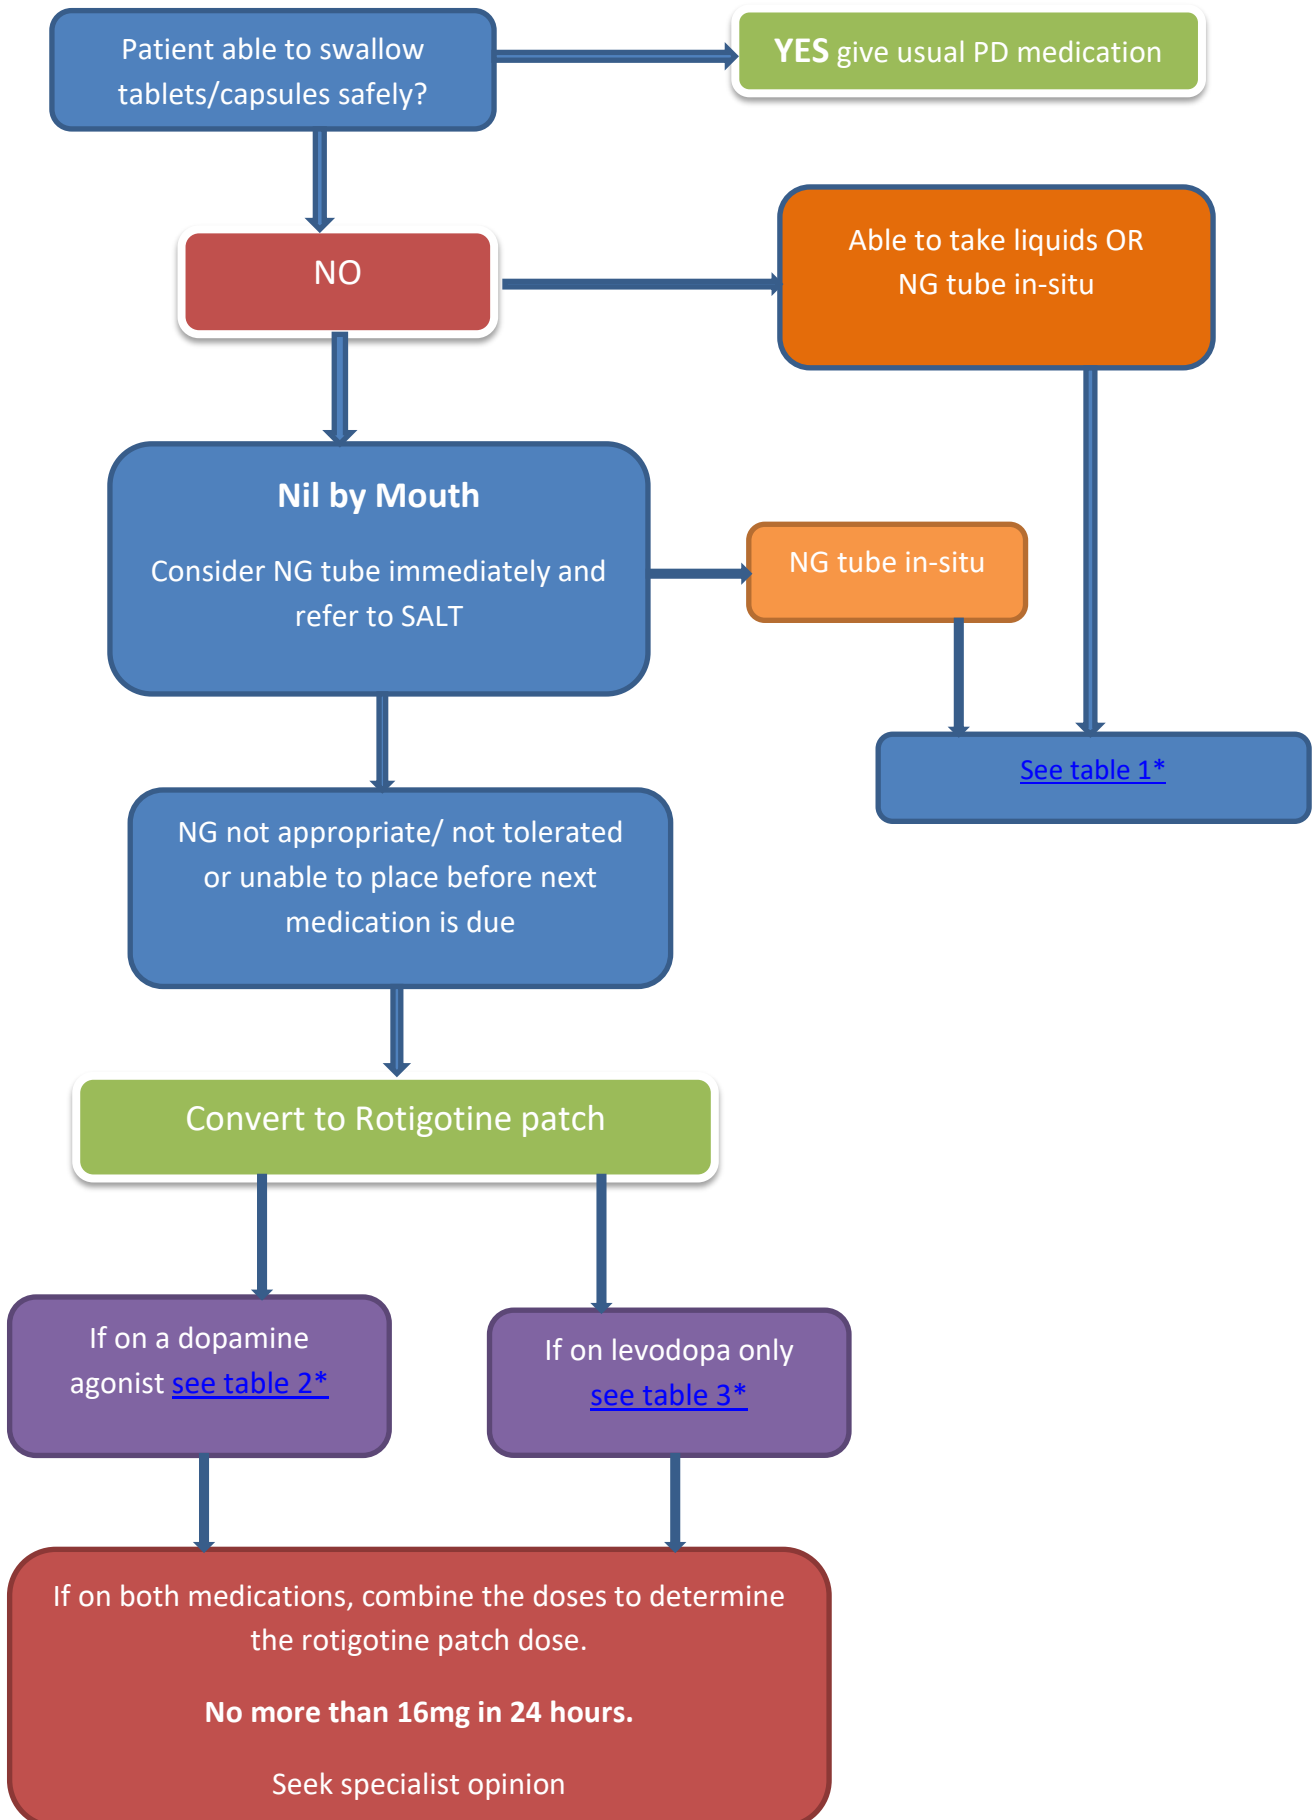 Patient able to swallow
tablets/capsules safely?
YES give usual PD medication
NO
Able to take liquids OR
NG tube in-situ
Nil by Mouth
Consider NG tube immediately and
refer to SALT
NG tube in-situ
See table 1*
NG not appropriate/ not tolerated
or unable to place before next
medication is due
Convert to Rotigotine patch
If on a dopamine
agonist see table 2*
If on levodopa only
see table 3*
If on both medications, combine the doses to determine
the rotigotine patch dose.
No more than 16mg in 24 hours.
Seek specialist opinion